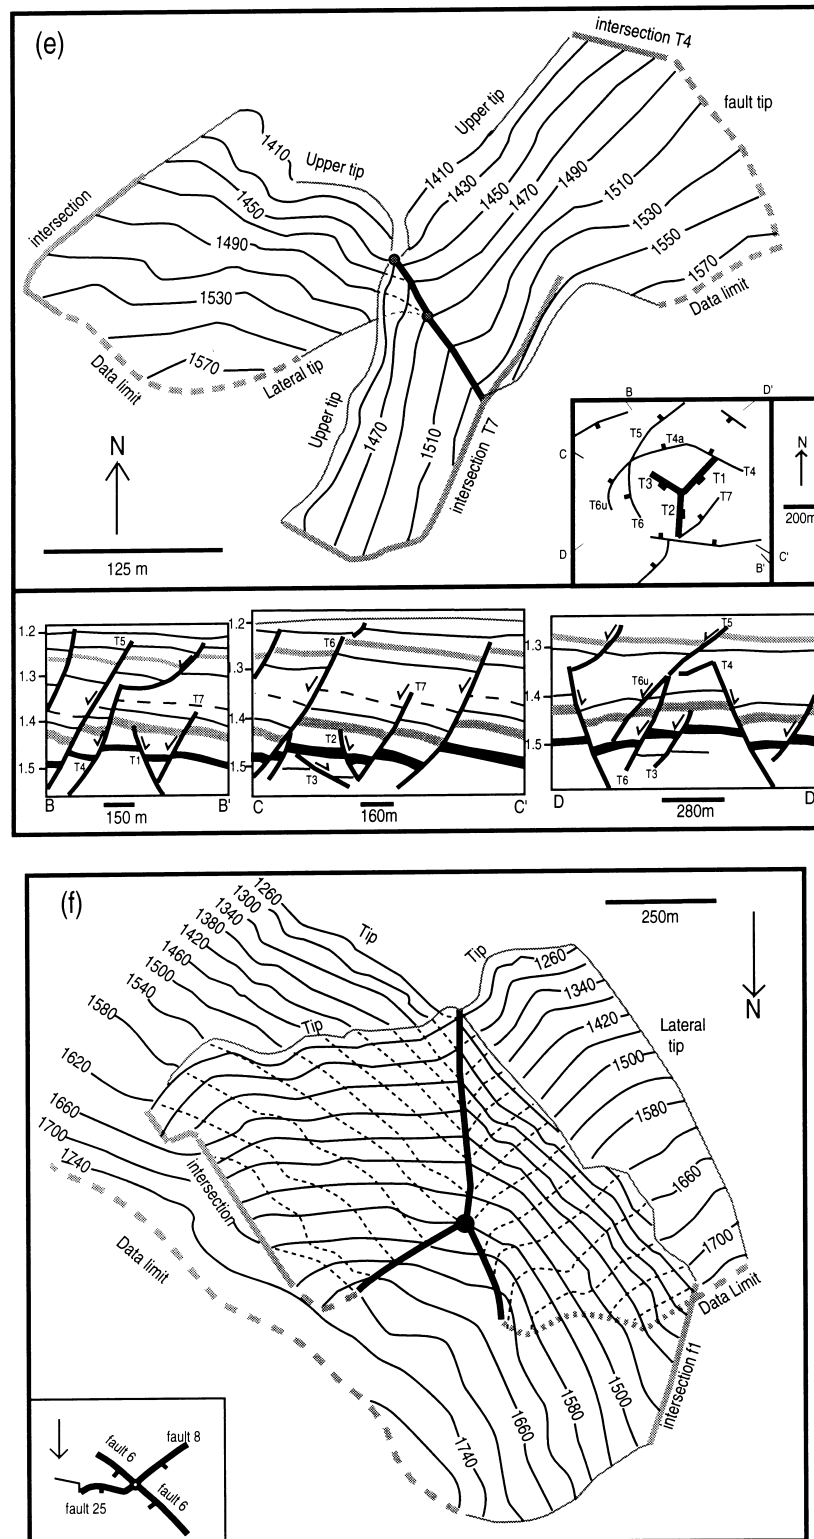 (e)
intersection T4
fault tip
Upper tip
1410
1430
1450
1470
1490
1510
1530
1550
1570
Data limit
1410
Upper tip
1450
1490
1530
1570
intersection
Data limit
Lateral tip
Upper tip
1470
1510
intersection T7
N
125 m
B
D'
T5
T4a
C
T3
T1
T4
T6u
T6
T2
T7
D
C'
B'
N
200m
1.2
1.3
1.4
1.5
T5
T7
T4
T1
B
B'
150 m
1.2
1.3
1.4
1.5
T6
T7
T2
T3
C
C'
160m
1.3
1.4
1.5
T5
T4
T6u
T6
T3
D
D
280m
(f)
250m
N
1260
1300
1340
1380
1420
1460
1500
1540
1580
1620
1660
1700
1740
Tip
Tip
Tip
1260
1340
1420
1500
1580
1660
1700
Lateral
tip
intersection
Data limit
Data Limit
intersection f1
1500
1580
1660
1740
fault 6
fault 8
fault 25
fault 6